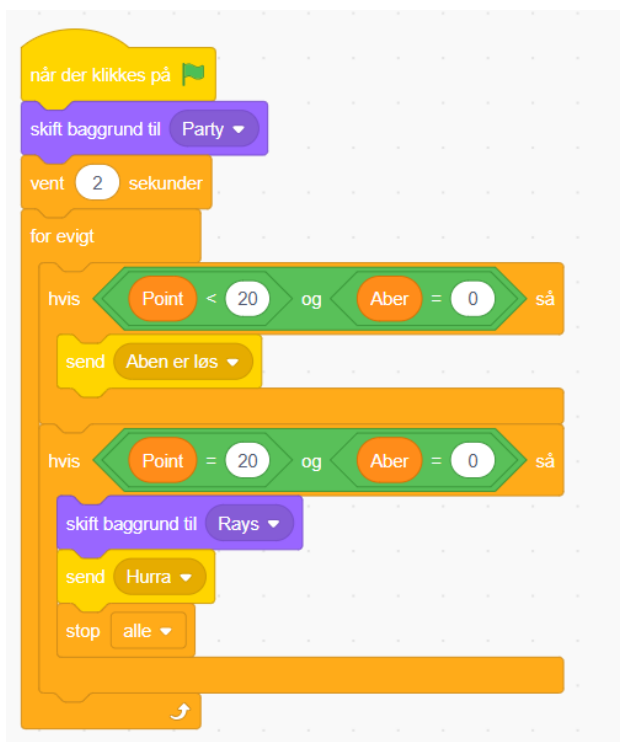 når der klikkes på
skift baggrund til Party
vent 2 sekunder
for evigt
hvis Point < 20 og Aber = 0 så
send Aben er løs
hvis Point = 20 og Aber = 0 så
skift baggrund til Rays
send Hurra
stop alle